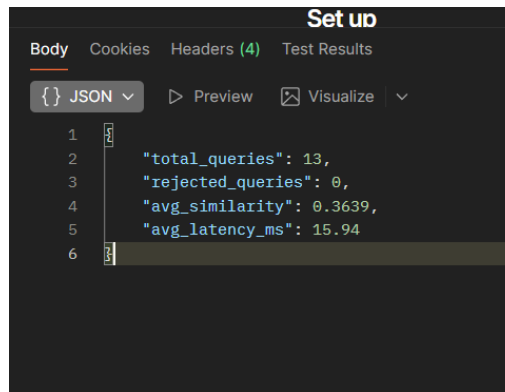 Set up
Body Cookies Headers (4) Test Results
{} JSON Preview Visualize
1 {
2 "total_queries": 13,
3 "rejected_queries": 0,
4 "avg_similarity": 0.3639,
5 "avg_latency_ms": 15.94
6 }